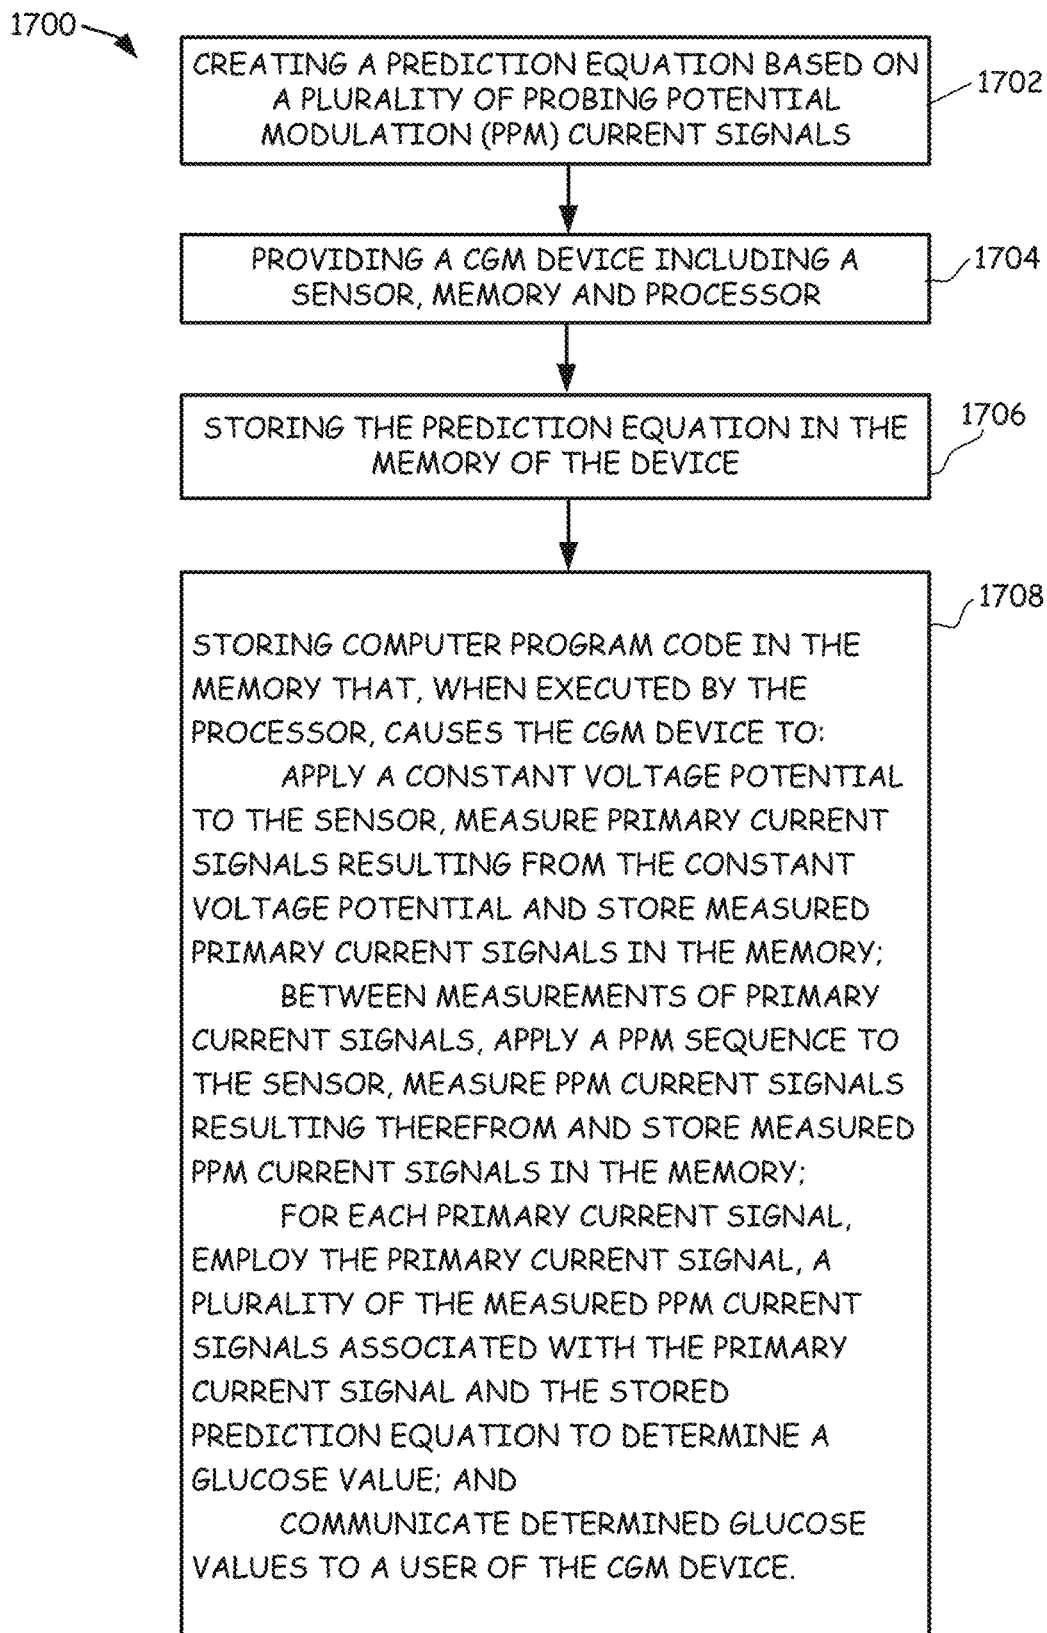 1700
CREATING A PREDICTION EQUATION BASED ON
A PLURALITY OF PROBING POTENTIAL
MODULATION (PPM) CURRENT SIGNALS
1702
PROVIDING A CGM DEVICE INCLUDING A
SENSOR, MEMORY AND PROCESSOR
1704
STORING THE PREDICTION EQUATION IN THE
MEMORY OF THE DEVICE
1706
1708
STORING COMPUTER PROGRAM CODE IN THE
MEMORY THAT, WHEN EXECUTED BY THE
PROCESSOR, CAUSES THE CGM DEVICE TO:
APPLY A CONSTANT VOLTAGE POTENTIAL
TO THE SENSOR, MEASURE PRIMARY CURRENT
SIGNALS RESULTING FROM THE CONSTANT
VOLTAGE POTENTIAL AND STORE MEASURED
PRIMARY CURRENT SIGNALS IN THE MEMORY;
BETWEEN MEASUREMENTS OF PRIMARY
CURRENT SIGNALS, APPLY A PPM SEQUENCE TO
THE SENSOR, MEASURE PPM CURRENT SIGNALS
RESULTING THEREFROM AND STORE MEASURED
PPM CURRENT SIGNALS IN THE MEMORY;
FOR EACH PRIMARY CURRENT SIGNAL,
EMPLOY THE PRIMARY CURRENT SIGNAL, A
PLURALITY OF THE MEASURED PPM CURRENT
SIGNALS ASSOCIATED WITH THE PRIMARY
CURRENT SIGNAL AND THE STORED
PREDICTION EQUATION TO DETERMINE A
GLUCOSE VALUE; AND
COMMUNICATE DETERMINED GLUCOSE
VALUES TO A USER OF THE CGM DEVICE.